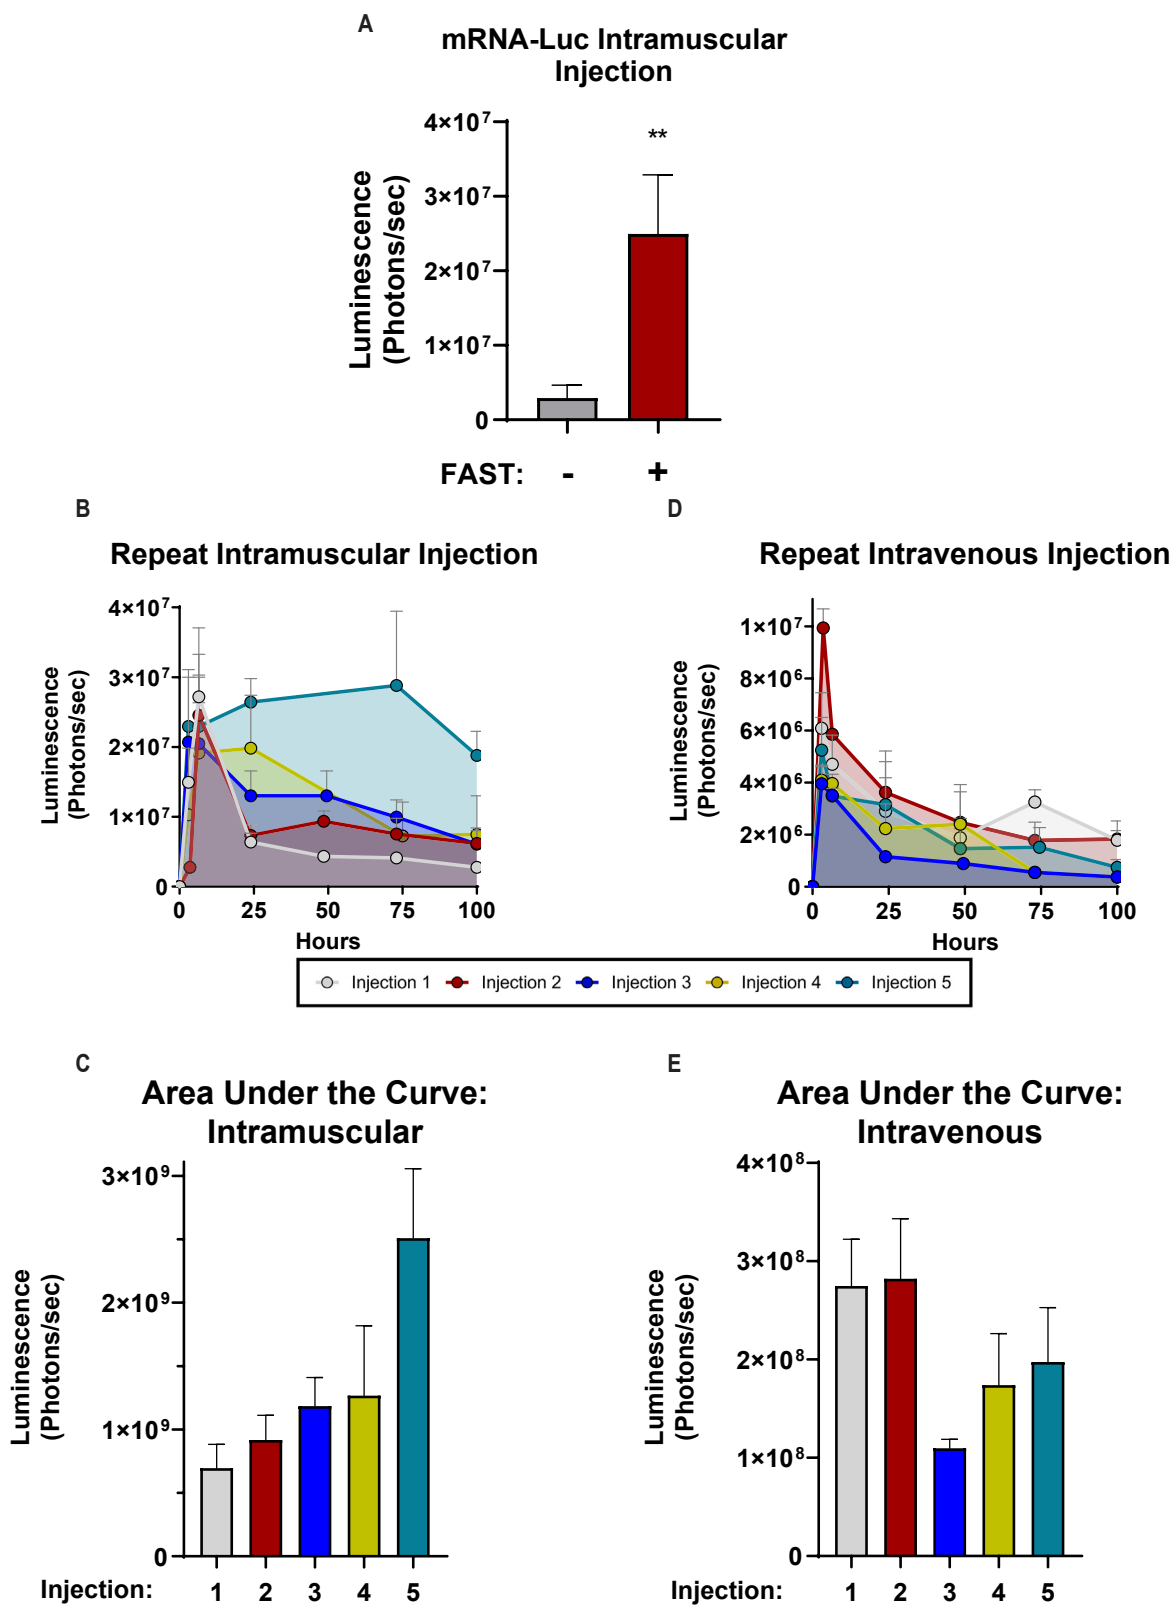 A
mRNA-Luc Intramuscular
Injection
Luminescence
(Photons/sec)
4×10⁷
3×10⁷
2×10⁷
1×10⁷
0
**
FAST: - +
B
Repeat Intramuscular Injection
Luminescence
(Photons/sec)
4×10⁷
3×10⁷
2×10⁷
1×10⁷
0
0 25 50 75 100
Hours
D
Repeat Intravenous Injection
Luminescence
(Photons/sec)
1×10⁷
8×10⁶
6×10⁶
4×10⁶
2×10⁶
0
0 25 50 75 100
Hours
Injection 1 Injection 2 Injection 3 Injection 4 Injection 5
C
Area Under the Curve:
Intramuscular
Luminescence
(Photons/sec)
3×10⁹
2×10⁹
1×10⁹
0
Injection: 1 2 3 4 5
E
Area Under the Curve:
Intravenous
Luminescence
(Photons/sec)
4×10⁸
3×10⁸
2×10⁸
1×10⁸
0
Injection: 1 2 3 4 5